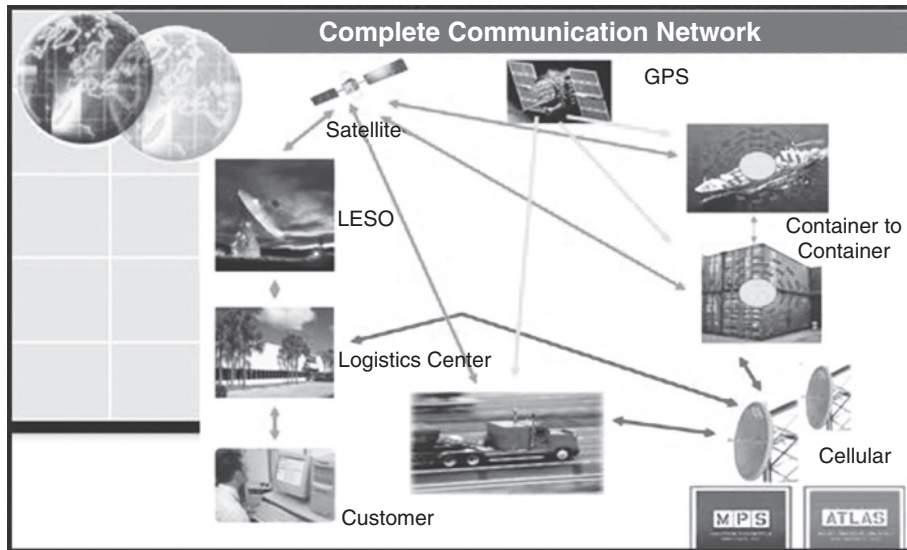 Complete Communication Network
GPS
Satellite
LESO
Container to
Container
Logistics Center
Cellular
Customer
MPS
ATLAS